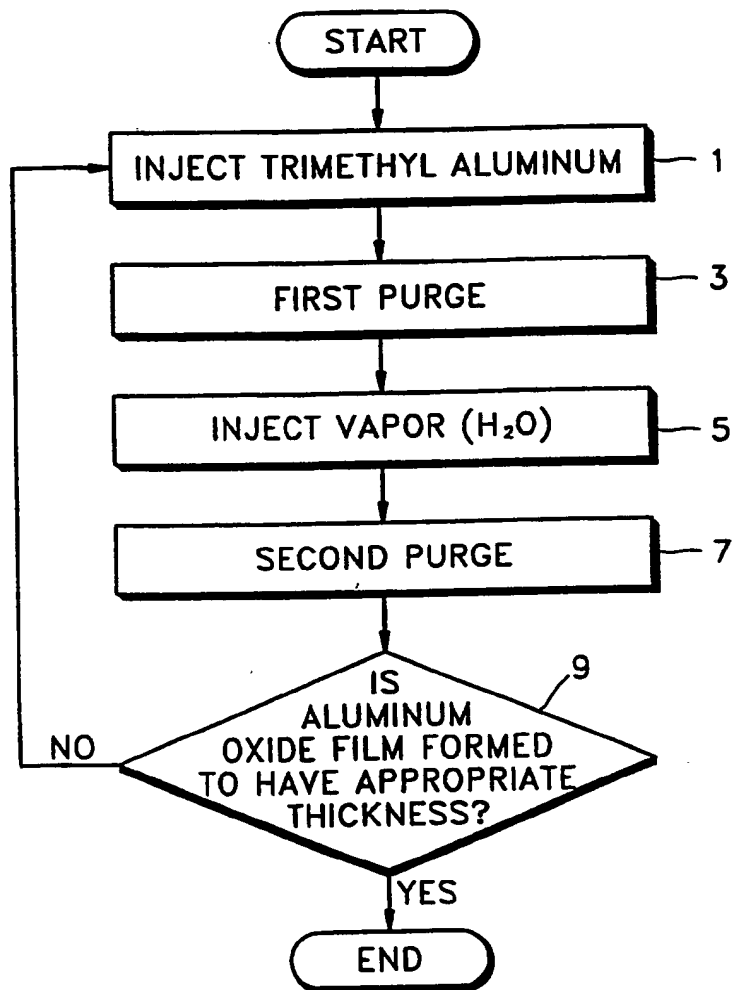 START
INJECT TRIMETHYL ALUMINUM
1
FIRST PURGE
3
INJECT VAPOR (H₂O)
5
SECOND PURGE
7
9
IS
ALUMINUM
OXIDE FILM FORMED
TO HAVE APPROPRIATE
THICKNESS?
NO
YES
END